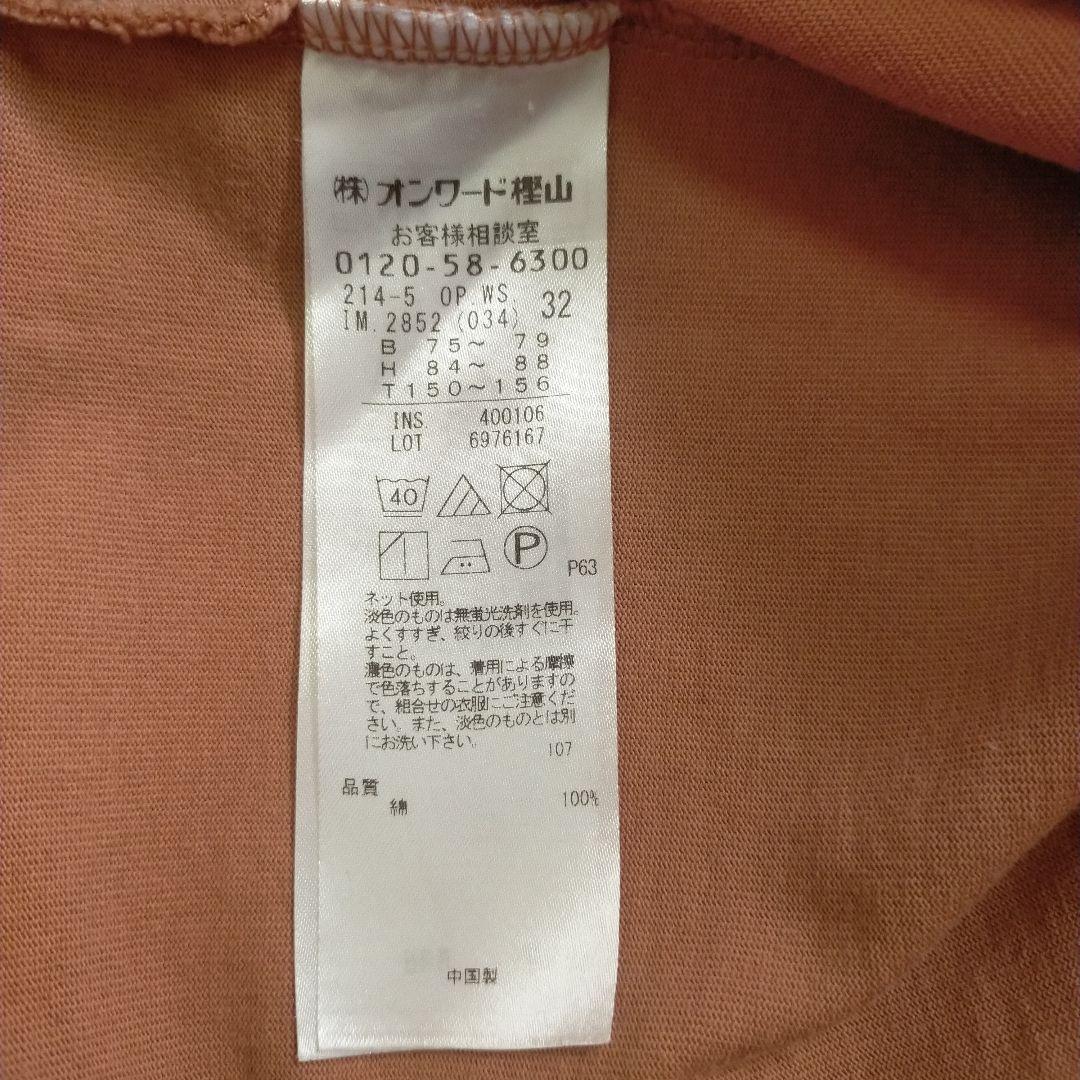 (株)オンワード樫山
お客様相談室
0120-58-6300
214-5 OP.WS 32
IM.2852(034)
B 75〜 79
H 84〜 88
T150〜156
INS 400106
LOT 6976167
40
P
P63
ネット使用。
淡色のものは無蛍光洗剤を使用。
よくすすぎ、絞りの後すぐに干
すこと。
濃色のものは、着用による摩擦
で色落ちすることがありますの
で、組合せの衣服にご注意くだ
さい。また、淡色のものとは別
にお洗い下さい。
107
品質
綿 100%
中国製